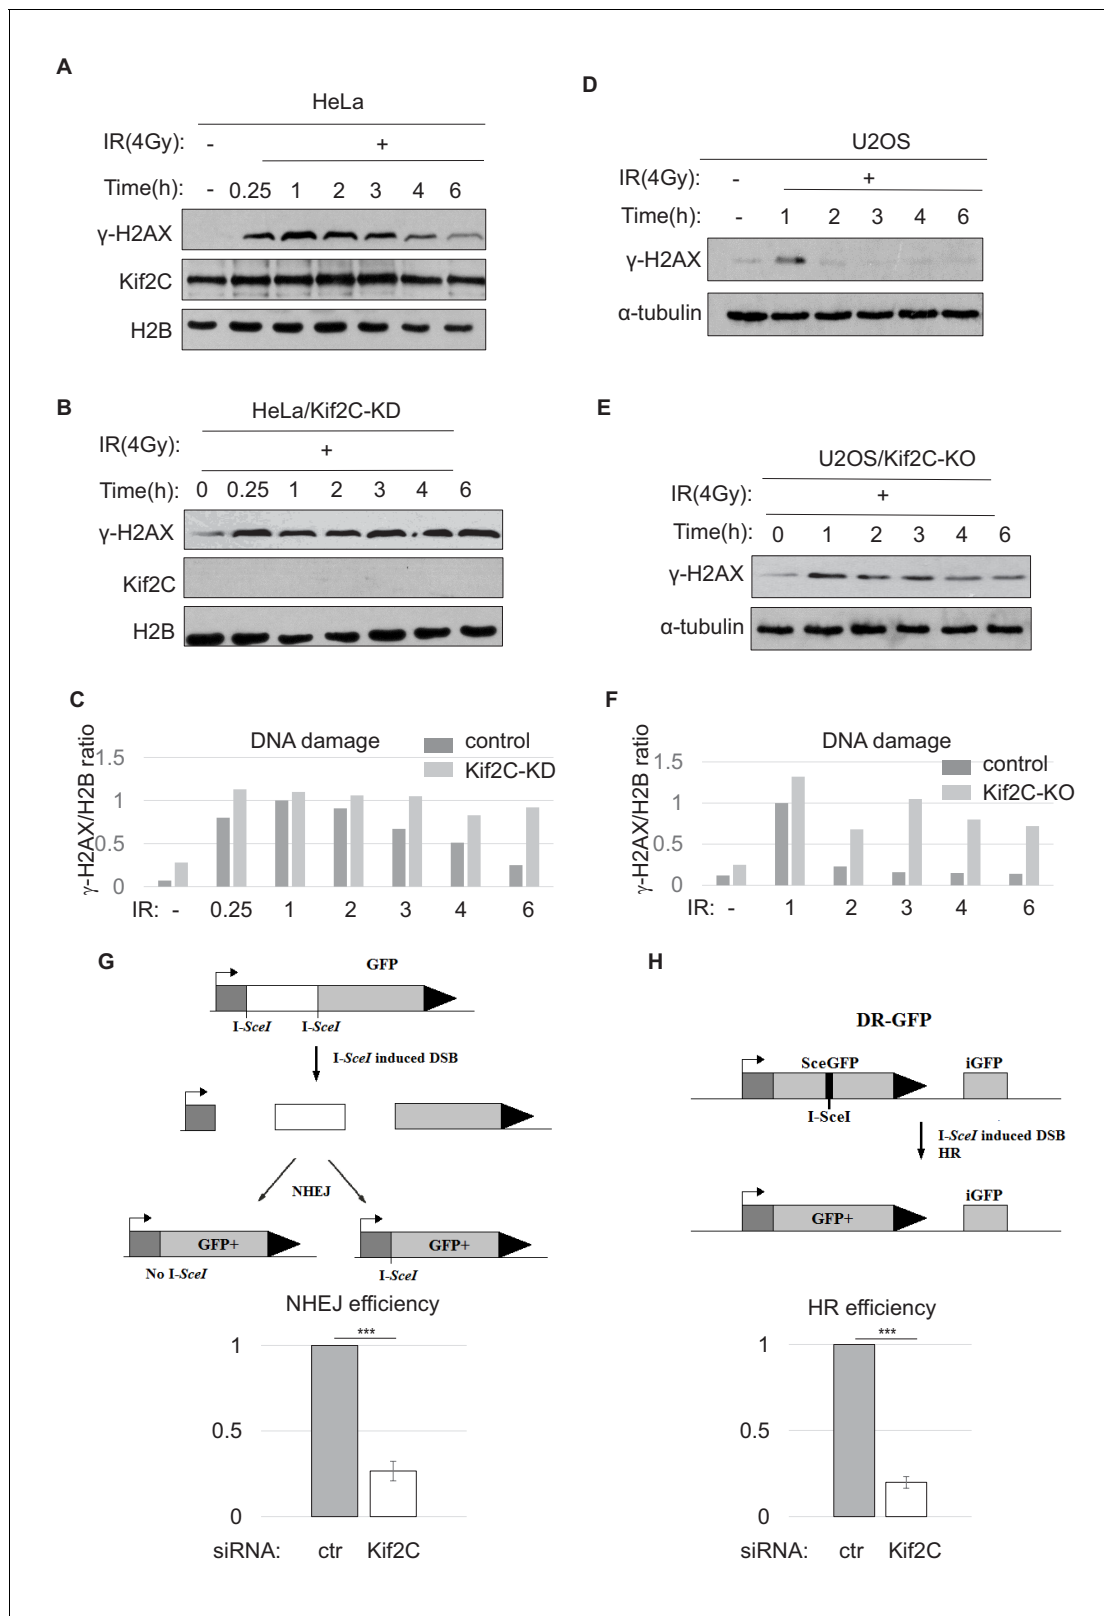 A
HeLa
IR(4Gy): - +
Time(h): - 0.25 1 2 3 4 6
γ-H2AX
Kif2C
H2B
D
U2OS
IR(4Gy): - +
Time(h): - 1 2 3 4 6
γ-H2AX
α-tubulin
B
HeLa/Kif2C-KD
IR(4Gy): +
Time(h): 0 0.25 1 2 3 4 6
γ-H2AX
Kif2C
H2B
E
U2OS/Kif2C-KO
IR(4Gy): +
Time(h): 0 1 2 3 4 6
γ-H2AX
α-tubulin
C
DNA damage
control
Kif2C-KD
γ-H2AX/H2B ratio
1.5
1
0.5
0
IR: - 0.25 1 2 3 4 6
F
DNA damage
control
Kif2C-KO
γ-H2AX/H2B ratio
1.5
1
0.5
0
IR: - 1 2 3 4 6
G
GFP
I-SceI I-SceI
I-SceI induced DSB
NHEJ
GFP+ GFP+
No I-SceI I-SceI
NHEJ efficiency
***
1
0.5
0
siRNA: ctr Kif2C
H
DR-GFP
SceGFP iGFP
I-SceI
I-SceI induced DSB
HR
iGFP
GFP+
HR efficiency
***
1
0.5
0
siRNA: ctr Kif2C